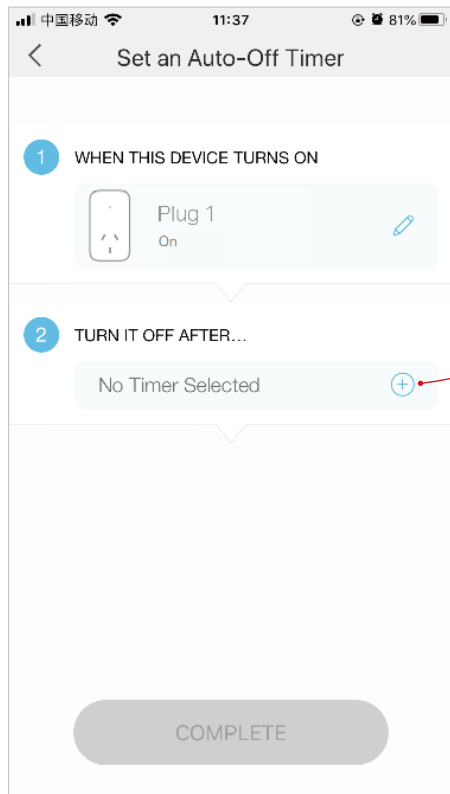 中国移动 11:37 81%
Set an Auto-Off Timer
1 WHEN THIS DEVICE TURNS ON
Plug 1
On
2 TURN IT OFF AFTER...
No Timer Selected
COMPLETE